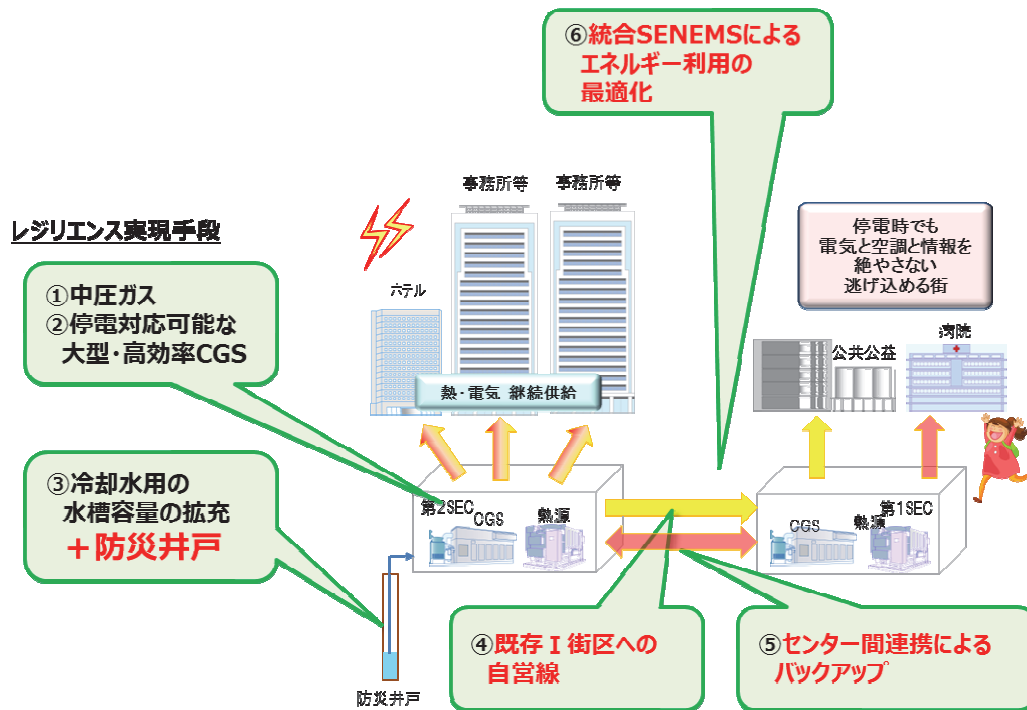 ⑥統合SENEMSによる
エネルギー利用の
最適化
事務所等
事務所等
レジリエンス実現手段
停電時でも
電気と空調と情報を
絶やさない
逃げ込める街
①中圧ガス
②停電対応可能な
大型・高効率CGS
ホテル
病院
公共公益
熱・電気 継続供給
③冷却水用の
水槽容量の拡充
＋防災井戸
第2SEC
CGS
熱源
第1SEC
CGS
熱源
④既存Ⅰ街区への
自営線
⑤センター間連携による
バックアップ
防災井戸